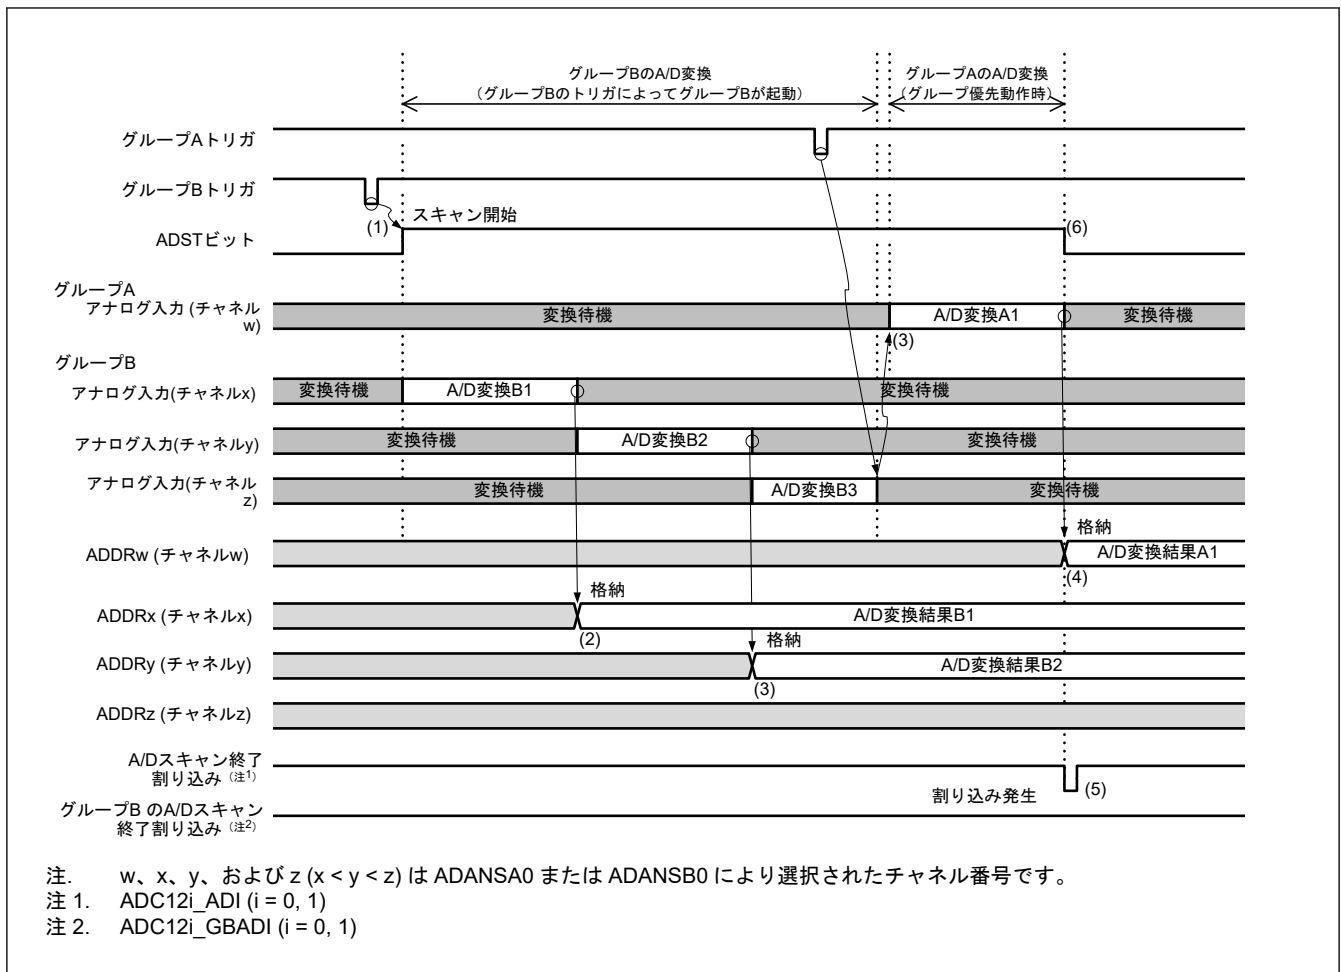 グループBのA/D変換
（グループBのトリガによってグループBが起動）
グループAのA/D変換
（グループ優先動作時）
グループAトリガ
グループBトリガ
(1)
スキャン開始
(6)
ADSTビット
グループA
アナログ入力 (チャネル
w)
変換待機
A/D変換A1
変換待機
(3)
グループB
アナログ入力(チャネルx)
変換待機
A/D変換B1
変換待機
アナログ入力(チャネルy)
変換待機
A/D変換B2
変換待機
アナログ入力(チャネル
z)
変換待機
A/D変換B3
変換待機
格納
ADDRw (チャネルw)
A/D変換結果A1
(4)
格納
ADDRx (チャネルx)
A/D変換結果B1
(2)
格納
ADDRy (チャネルy)
A/D変換結果B2
(3)
ADDRz (チャネルz)
A/Dスキャン終了
割り込み（注1）
割り込み発生
(5)
グループB のA/Dスキャン
終了割り込み（注2）
注. w、x、y、および z (x < y < z) は ADANSA0 または ADANSB0 により選択されたチャネル番号です。
注 1. ADC12i_ADI (i = 0, 1)
注 2. ADC12i_GBADI (i = 0, 1)